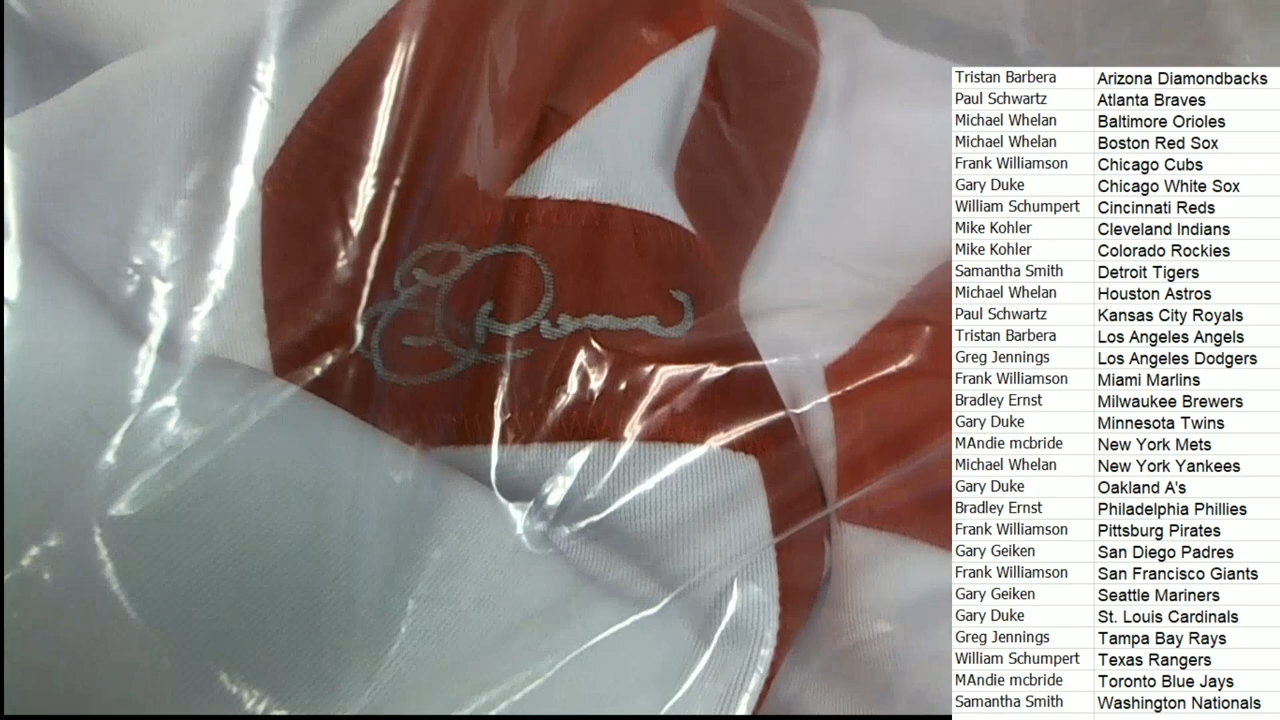 Tristan Barbera Arizona Diamondbacks
Paul Schwartz Atlanta Braves
Michael Whelan Baltimore Orioles
Michael Whelan Boston Red Sox
Frank Williamson Chicago Cubs
Gary Duke Chicago White Sox
William Schumpert Cincinnati Reds
Mike Kohler Cleveland Indians
Mike Kohler Colorado Rockies
Samantha Smith Detroit Tigers
Michael Whelan Houston Astros
Paul Schwartz Kansas City Royals
Tristan Barbera Los Angeles Angels
Greg Jennings Los Angeles Dodgers
Frank Williamson Miami Marlins
Bradley Ernst Milwaukee Brewers
Gary Duke Minnesota Twins
MAndie mcbride New York Mets
Michael Whelan New York Yankees
Gary Duke Oakland A's
Bradley Ernst Philadelphia Phillies
Frank Williamson Pittsburg Pirates
Gary Geiken San Diego Padres
Frank Williamson San Francisco Giants
Gary Geiken Seattle Mariners
Gary Duke St. Louis Cardinals
Greg Jennings Tampa Bay Rays
William Schumpert Texas Rangers
MAndie mcbride Toronto Blue Jays
Samantha Smith Washington Nationals